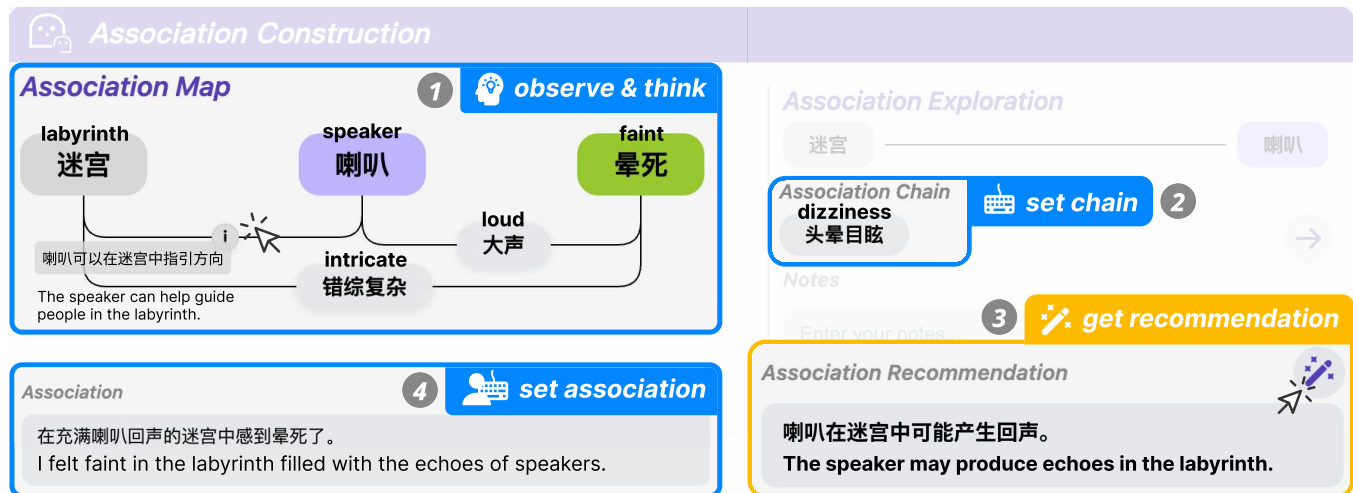 Association Construction
Association Map
1
observe & think
labyrinth
迷宫
speaker
喇叭
faint
晕死
i
loud
大声
喇叭可以在迷宫中指引方向
intricate
错综复杂
The speaker can help guide
people in the labyrinth.
Association Exploration
迷宫
喇叭
Association Chain
set chain
2
dizziness
头晕目眩
Notes
Enter your notes...
3
get recommendation
Association Recommendation
喇叭在迷宫中可能产生回声。
The speaker may produce echoes in the labyrinth.
Association
4
set association
在充满喇叭回声的迷宫中感到晕死了。
I felt faint in the labyrinth filled with the echoes of speakers.